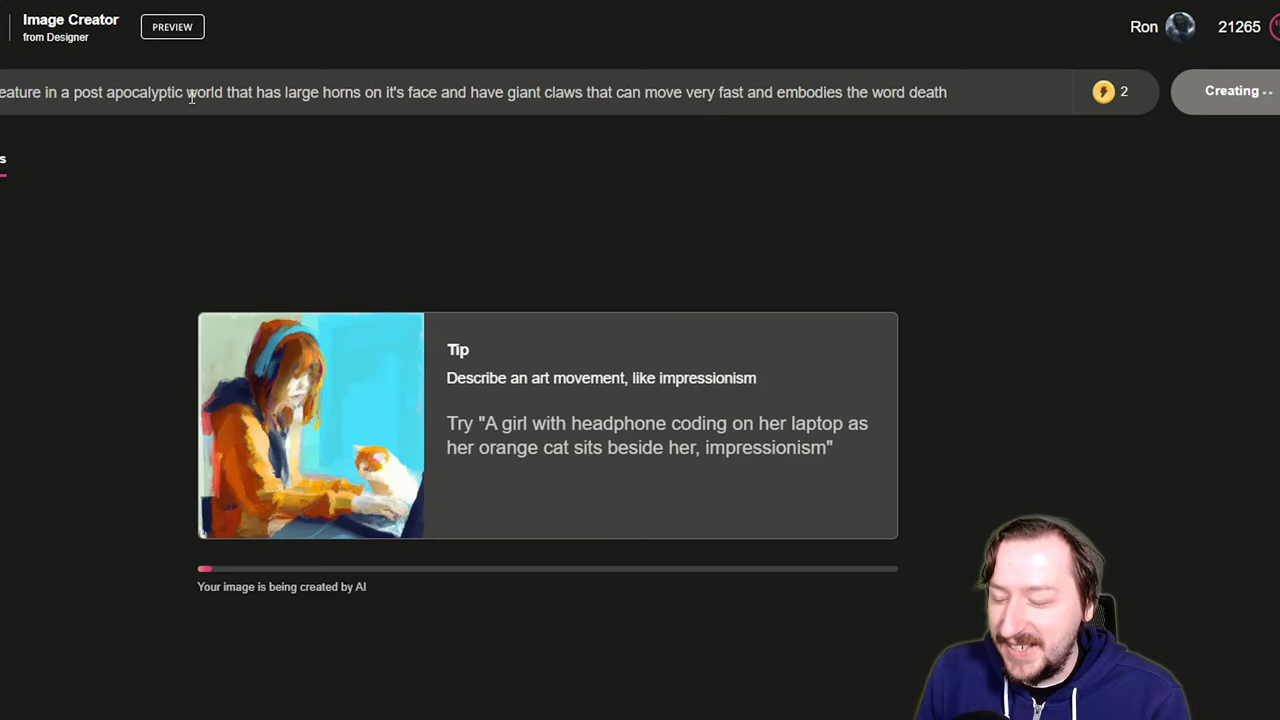 Image Creator
from Designer
PREVIEW
Ron
21265
eature in a post apocalyptic world that has large horns on it's face and have giant claws that can move very fast and embodies the word death
2
Creating
s
Tip
Describe an art movement, like impressionism
Try "A girl with headphone coding on her laptop as
her orange cat sits beside her, impressionism"
Your image is being created by AI